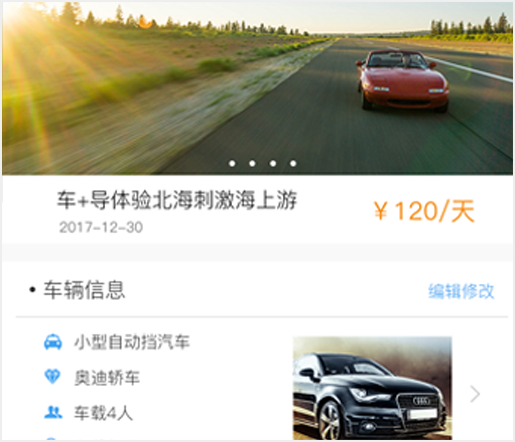 车+导体验北海刺激海上游
¥120/天
2017-12-30
• 车辆信息
编辑修改
小型自动挡汽车
奥迪轿车
车载4人